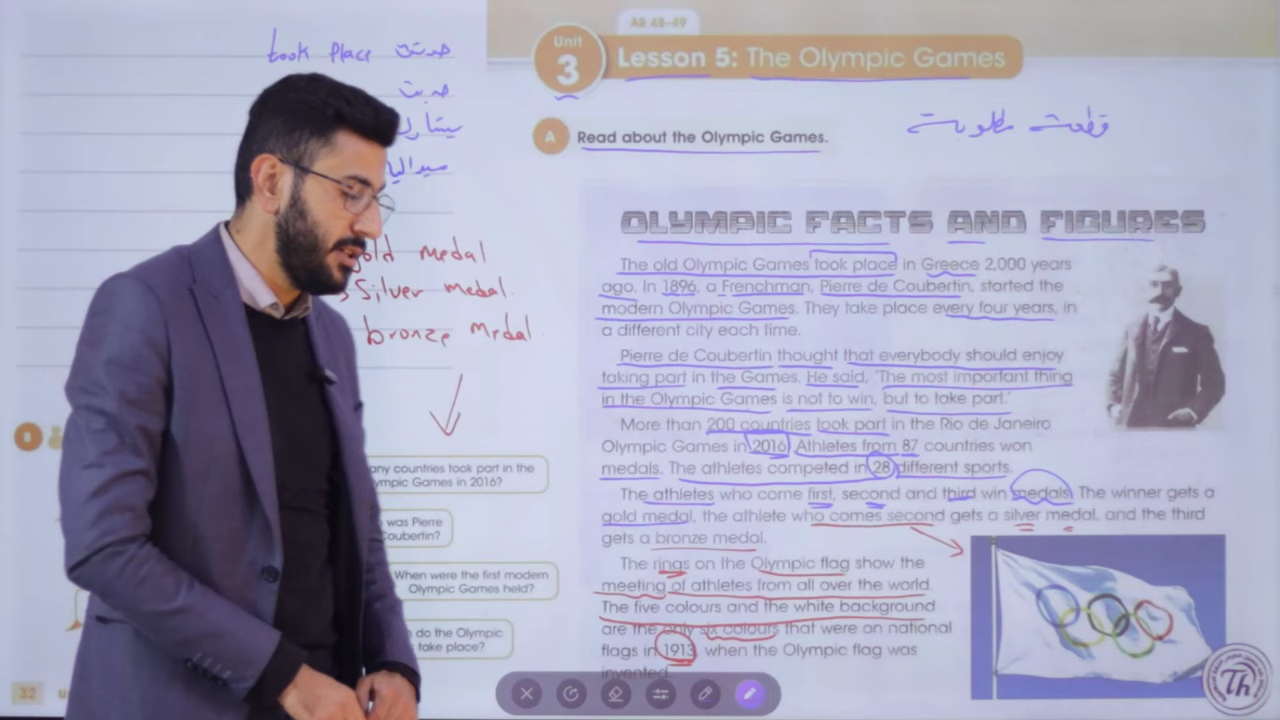 took place حدثت
سيشارك
gold medal
Silver medal
bronze medal
any countries took part in the
ympic Games in 2016?
was Pierre
Coubertin?
When were the first modern
Olympic Games held?
do the Olympic
take place?
32
B
AB 48-49
Unit
3
Lesson 5: The Olympic Games
قطعة مطلوبة
A Read about the Olympic Games.
OLYMPIC FACTS AND FIGURES
The old Olympic Games took place in Greece 2,000 years
ago. In 1896, a Frenchman, Pierre de Coubertin, started the
modern Olympic Games. They take place every four years, in
a different city each time.
Pierre de Coubertin thought that everybody should enjoy
taking part in the Games. He said, 'The most important thing
in the Olympic Games is not to win, but to take part.'
More than 200 countries took part in the Rio de Janeiro
Olympic Games in 2016. Athletes from 87 countries won
medals. The athletes competed in 28 different sports.
The athletes who come first, second and third win medals. The winner gets a
gold medal, the athlete who comes second gets a silver medal, and the third
gets a bronze medal.
The rings on the Olympic flag show the
meeting of athletes from all over the world.
The five colours and the white background
are the only six colours that were on national
flags in 1913, when the Olympic flag was
invented.
Th